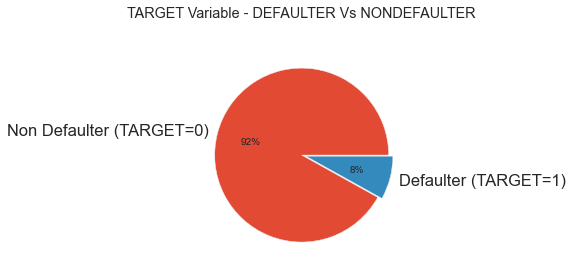 TARGET Variable - DEFAULTER Vs NONDEFAULTER
Non Defaulter (TARGET=0)
92%
8%
Defaulter (TARGET=1)